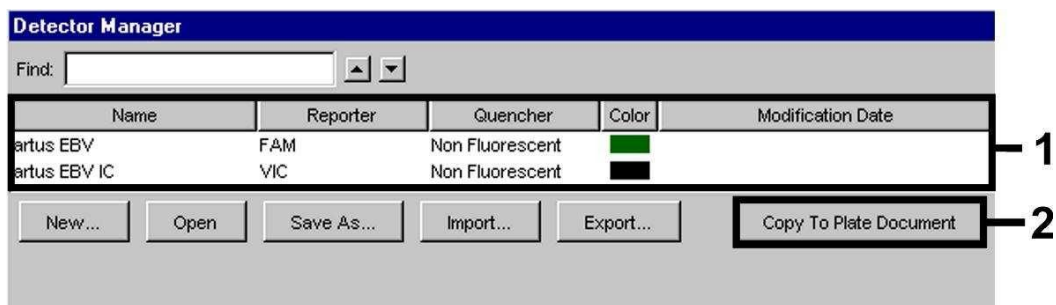 Detector Manager
Find:
Name Reporter Quencher Color Modification Date
artus EBV FAM Non Fluorescent
artus EBV IC VIC Non Fluorescent
1
New... Open Save As... Import... Export... Copy To Plate Document
2